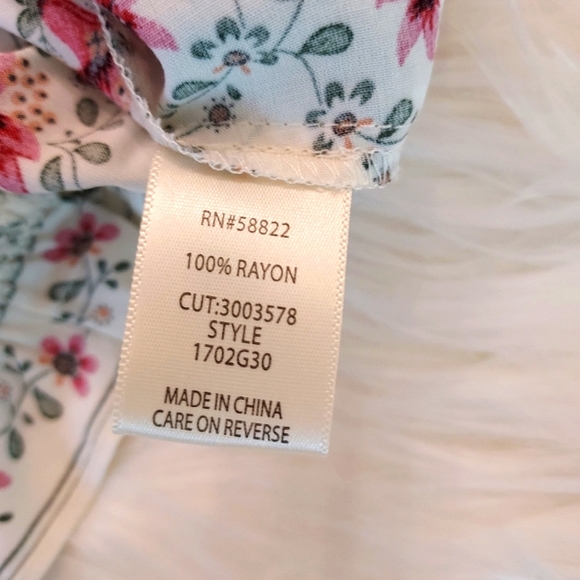 RN#58822
100% RAYON
CUT:3003578
STYLE
1702G30
MADE IN CHINA
CARE ON REVERSE